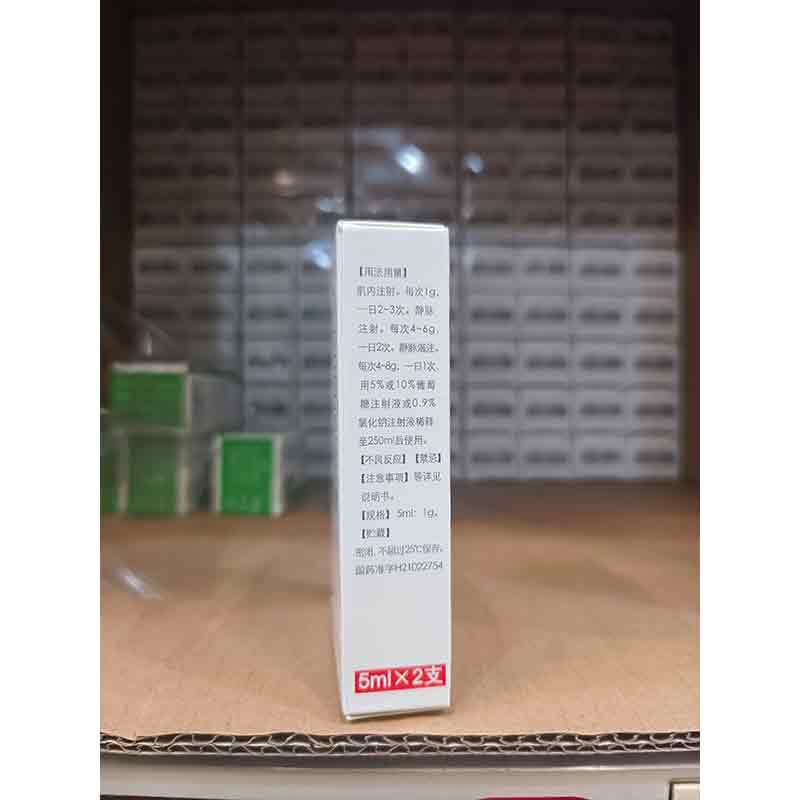 【用法用量】
肌内注射。每次1g,
一日2~3次。静脉
注射。每次4~6g,
一日2次。静脉滴注。
每次4~8g,一日1次,
用5%或10%葡萄
糖注射液或0.9%
氯化钠注射液稀释
至250ml后使用。
【不良反应】【禁忌】
【注意事项】等详见
说明书。
【规格】5ml:1g。
【贮藏】
密闭,不超过25℃保存。
国药准字H21022754
5ml×2支